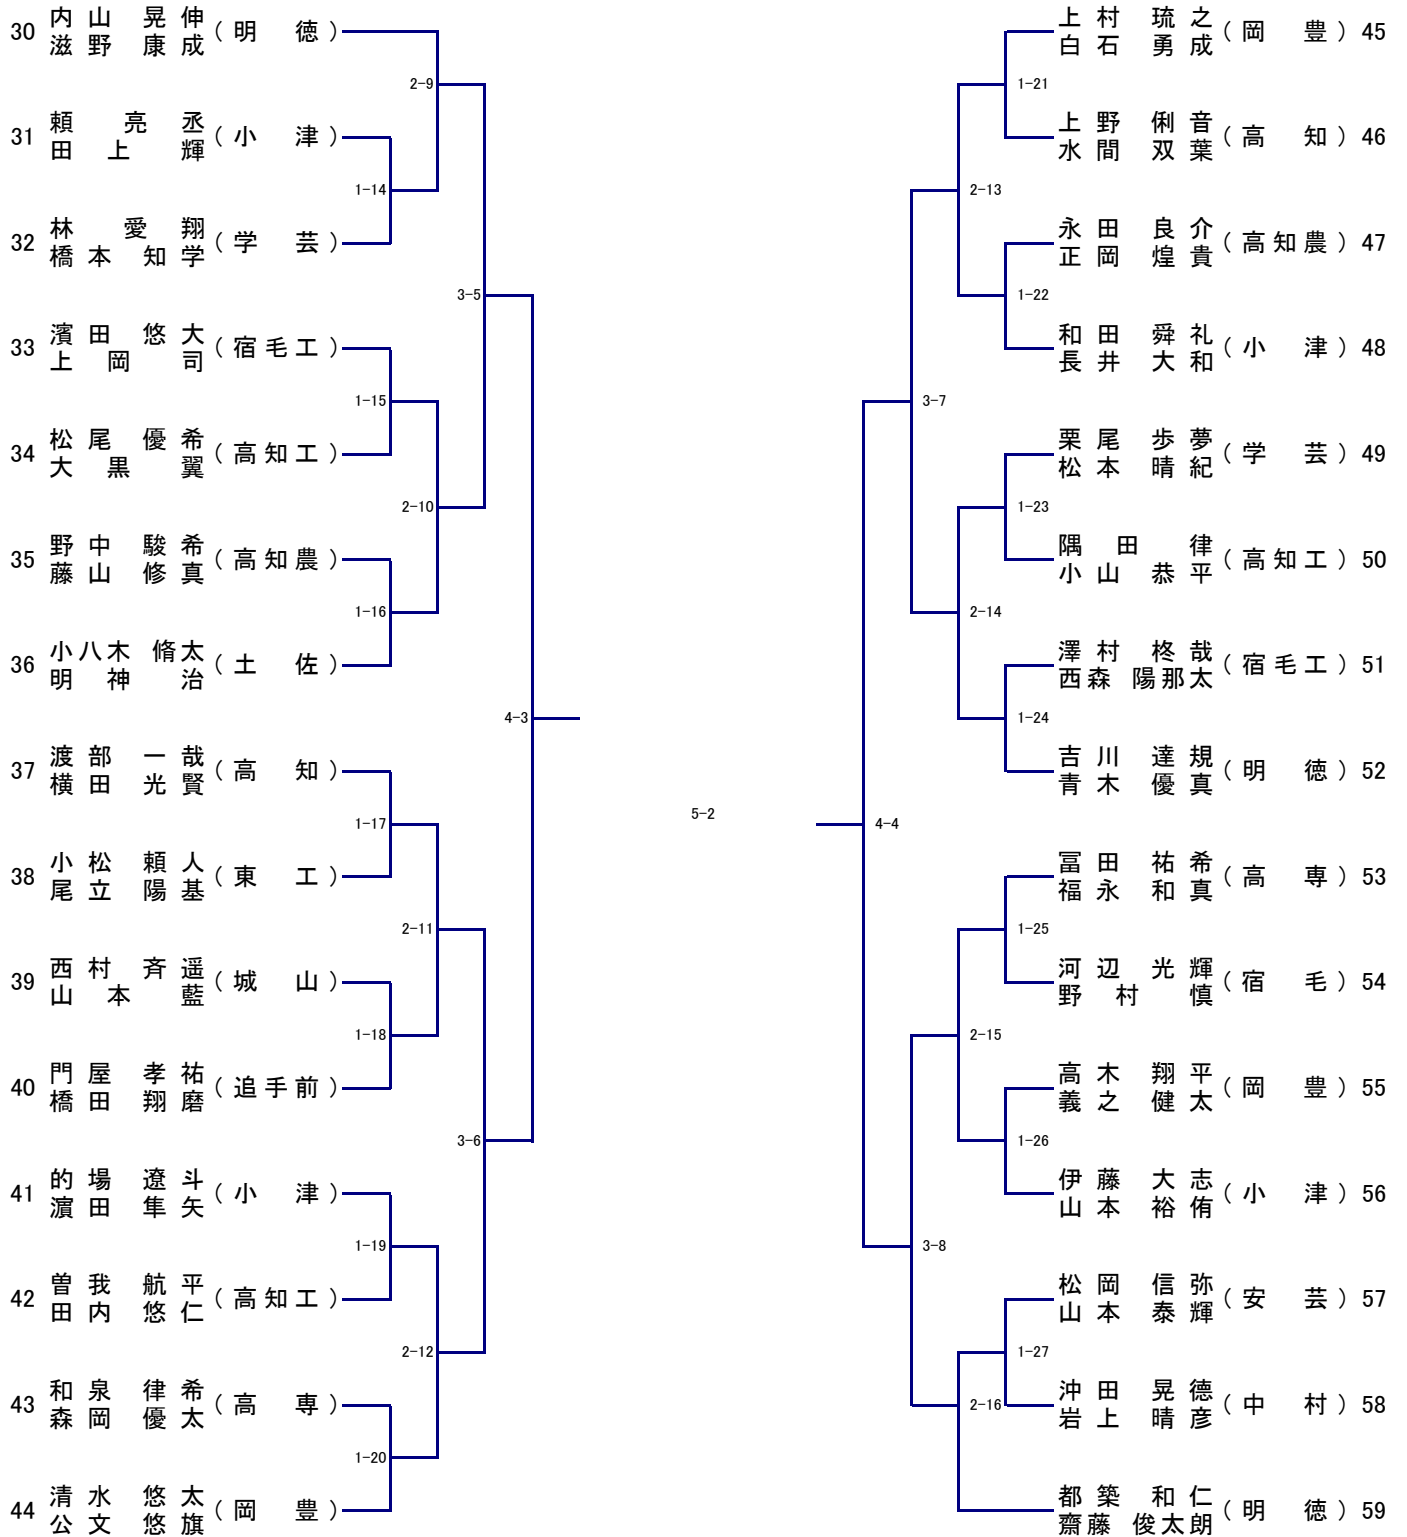 30 内山 晃伸 (明徳)
滋野 康成
2-9
31 頼 亮丞 (小津)
田上 輝
1-14
32 林 愛翔 (学芸)
橋本 知学
3-5
33 濱田 悠大 (宿毛工)
上岡 司
1-15
34 松尾 優希 (高知工)
大黒 翼
2-10
35 野中 駿希 (高知農)
藤山 修真
1-16
36 小八木 脩太 (土佐)
明神 治
4-3
37 渡部 一哉 (高知)
横田 光賢
1-17
38 小松 頼人 (東工)
尾立 陽基
2-11
39 西村 斉遥 (城山)
山本 藍
1-18
40 門屋 孝祐 (追手前)
橋田 翔磨
3-6
41 的場 遼斗 (小津)
濵田 隼矢
1-19
42 曽我 航平 (高知工)
田内 悠仁
2-12
43 和泉 律希 (高専)
森岡 優太
1-20
44 清水 悠太 (岡豊)
公文 悠旗
5-2
上村 琉之 (岡豊) 45
白石 勇成
1-21
上野 俐音 (高知) 46
水間 双葉
2-13
永田 良介 (高知農) 47
正岡 煌貴
1-22
和田 舜礼 (小津) 48
長井 大和
3-7
栗尾 歩夢 (学芸) 49
松本 晴紀
1-23
隅田 律 (高知工) 50
小山 恭平
2-14
澤村 柊哉 (宿毛工) 51
西森 陽那太
1-24
吉川 達規 (明徳) 52
青木 優真
4-4
冨田 祐希 (高専) 53
福永 和真
1-25
河辺 光輝 (宿毛) 54
野村 慎
2-15
高木 翔平 (岡豊) 55
義之 健太
1-26
伊藤 大志 (小津) 56
山本 裕侑
3-8
松岡 信弥 (安芸) 57
山本 泰輝
1-27
沖田 晃徳 (中村) 58
岩上 晴彦
2-16
都築 和仁 (明徳) 59
齋藤 俊太朗